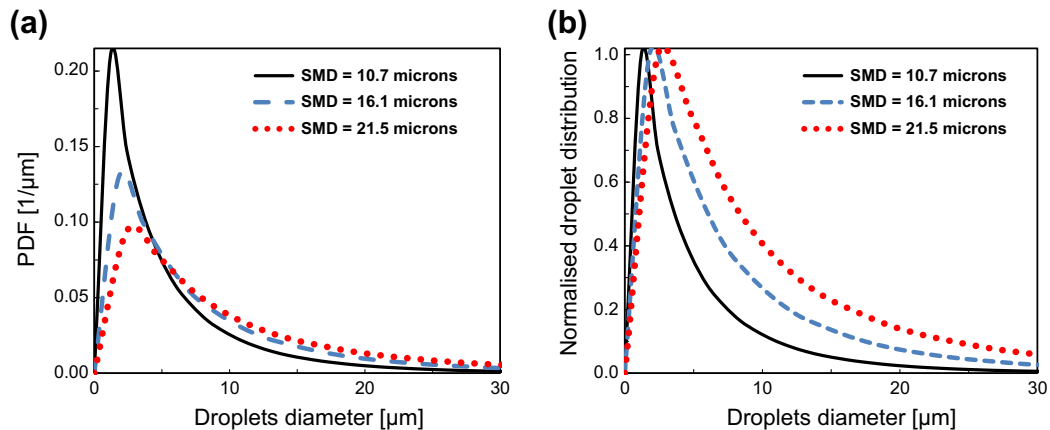 (a)
PDF [1/µm]
0.20
0.15
0.10
0.05
0.00
0
10
20
30
Droplets diameter [µm]
SMD = 10.7 microns
SMD = 16.1 microns
SMD = 21.5 microns
(b)
Normalised droplet distribution
1.0
0.8
0.6
0.4
0.2
0.0
0
10
20
30
Droplets diameter [µm]
SMD = 10.7 microns
SMD = 16.1 microns
SMD = 21.5 microns